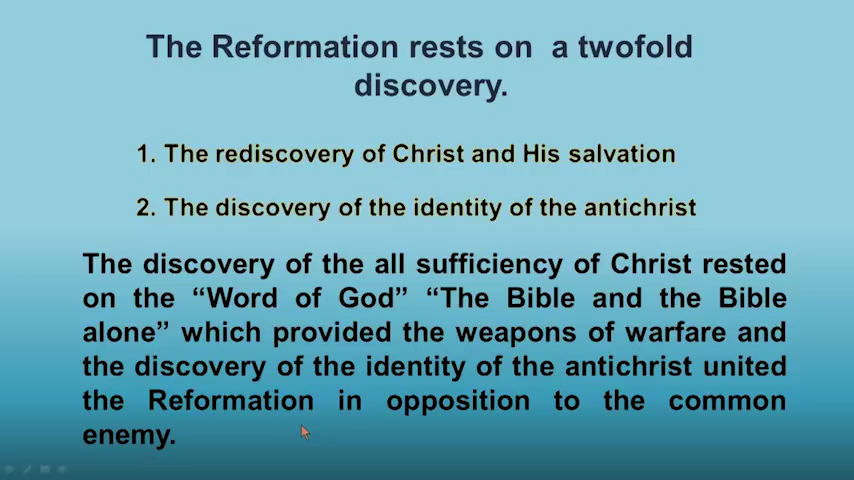 The Reformation rests on a twofold
discovery.
1. The rediscovery of Christ and His salvation
2. The discovery of the identity of the antichrist
The discovery of the all sufficiency of Christ rested
on the “Word of God” “The Bible and the Bible
alone” which provided the weapons of warfare and
the discovery of the identity of the antichrist united
the Reformation in opposition to the common
enemy.